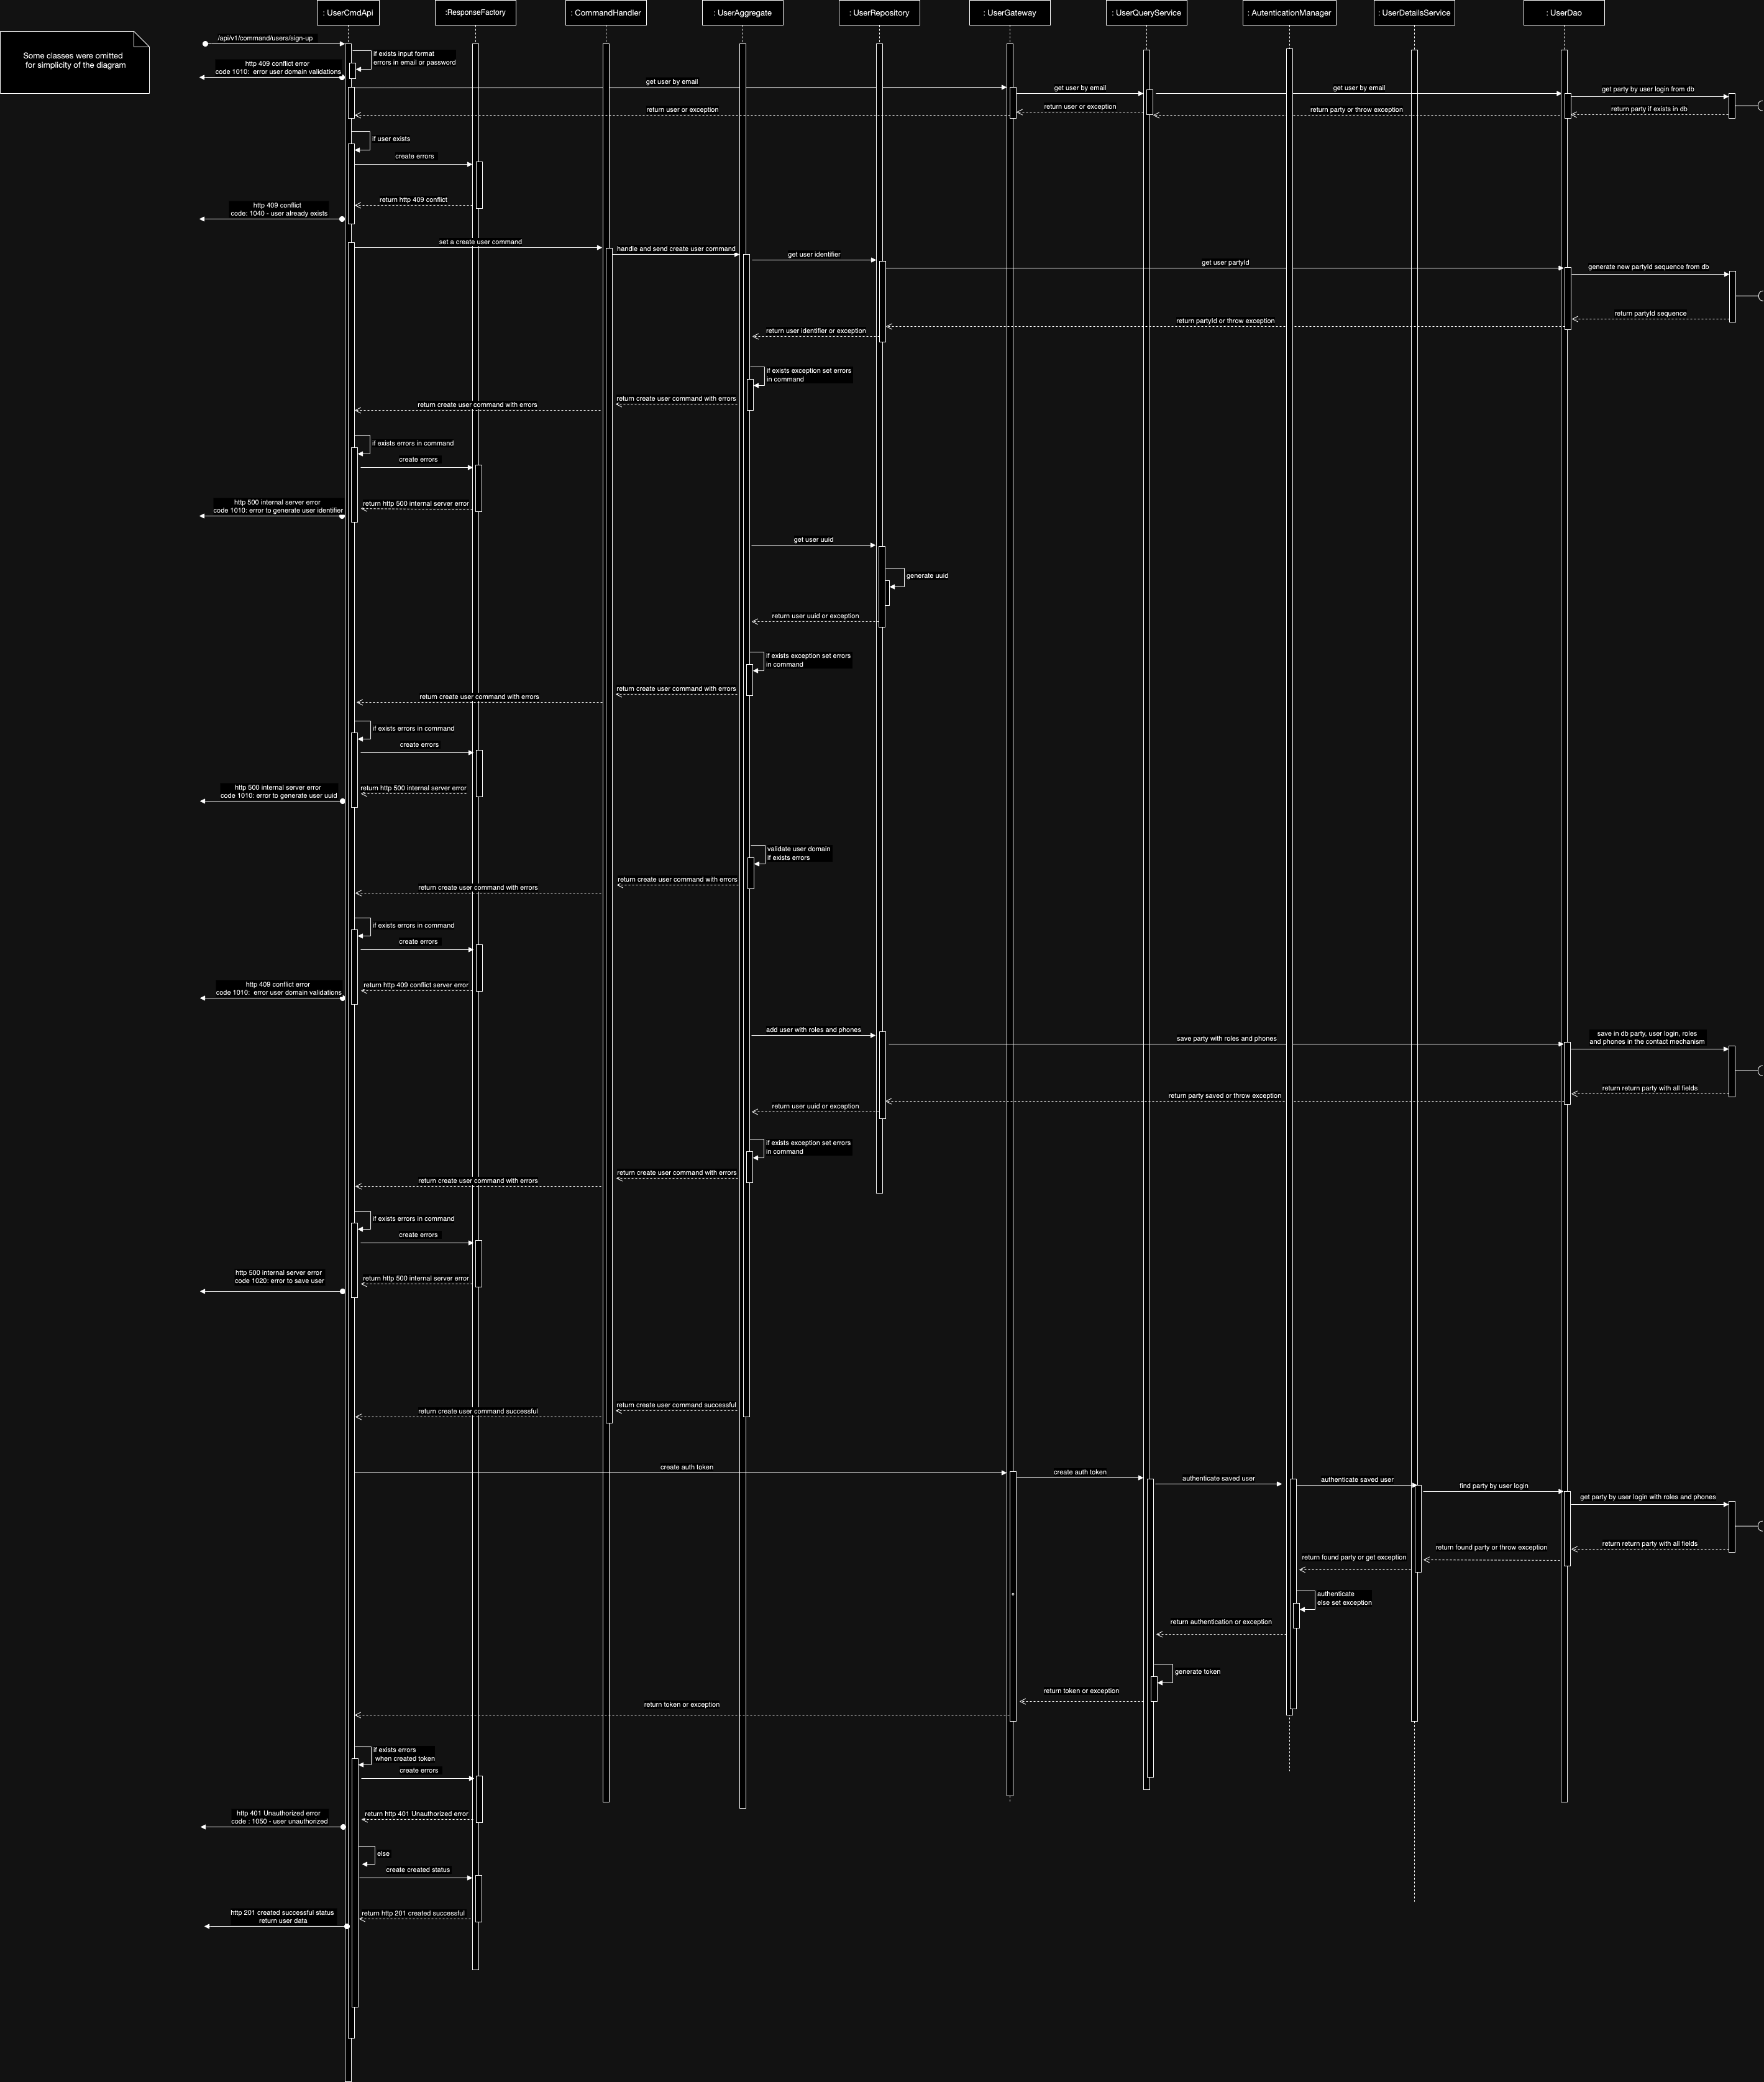 : UserCmdApi
:ResponseFactory
: CommandHandler
: UserAggregate
: UserRepository
: UserGateway
: UserQueryService
: AutenticationManager
: UserDetailsService
: UserDao
Some classes were omitted
for simplicity of the diagram
/api/v1/command/users/sign-up
if exists input format
errors in email or password
http 409 conflict error
code 1010: error user domain validations
get user by email
get user by email
get user by email
get party by user login from db
return user or exception
return user or exception
return party or throw exception
return party if exists in db
if user exists
create errors
return http 409 conflict
http 409 conflict
code: 1040 - user already exists
set a create user command
handle and send create user command
get user identifier
get user partyId
generate new partyId sequence from db
return partyId sequence
return partyId or throw exception
return user identifier or exception
if exists exception set errors
in command
return create user command with errors
return create user command with errors
if exists errors in command
create errors
return http 500 internal server error
http 500 internal server error
code 1010: error to generate user identifier
get user uuid
generate uuid
return user uuid or exception
if exists exception set errors
in command
return create user command with errors
return create user command with errors
if exists errors in command
create errors
return http 500 internal server error
http 500 internal server error
code 1010: error to generate user uuid
validate user domain
if exists errors
return create user command with errors
return create user command with errors
if exists errors in command
create errors
return http 409 conflict server error
http 409 conflict error
code 1010: error user domain validations
add user with roles and phones
save party with roles and phones
save in db party, user login, roles
and phones in the contact mechanism
return return party with all fields
return party saved or throw exception
return user uuid or exception
if exists exception set errors
in command
return create user command with errors
return create user command with errors
if exists errors in command
create errors
return http 500 internal server error
http 500 internal server error
code 1020: error to save user
return create user command successful
return create user command successful
create auth token
create auth token
authenticate saved user
authenticate saved user
find party by user login
get party by user login with roles and phones
return return party with all fields
return found party or throw exception
return found party or get exception
authenticate
else set exception
return authentication or exception
generate token
return token or exception
return token or exception
if exists errors
when created token
create errors
return http 401 Unauthorized error
http 401 Unauthorized error
code : 1050 - user unauthorized
else
create created status
return http 201 created successful
http 201 created successful status
return user data